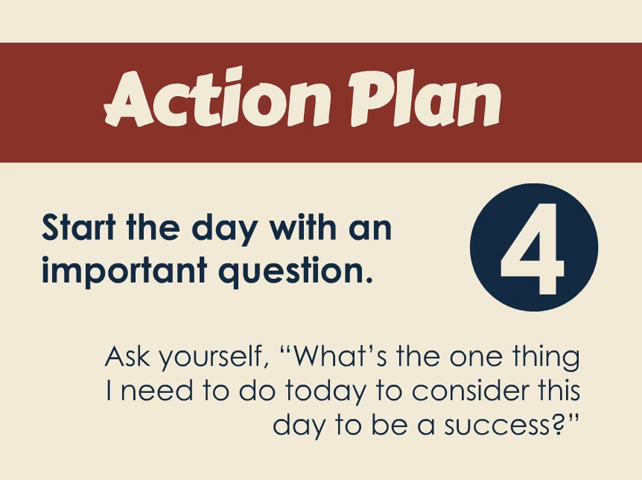 Action Plan
Start the day with an
important question.
4
Ask yourself, “What’s the one thing
I need to do today to consider this
day to be a success?”